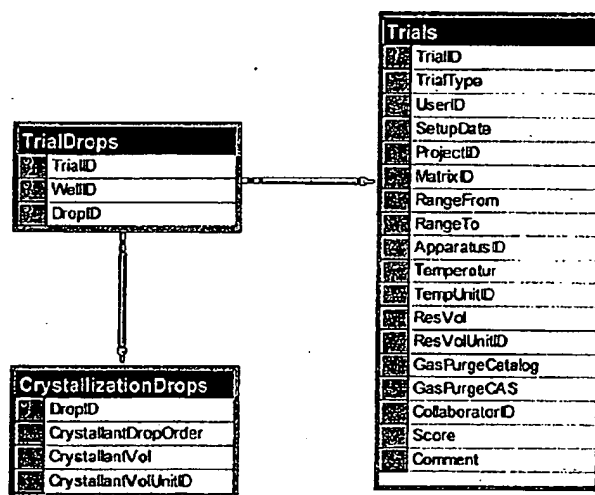 TrialDrops
TrialID
WellID
DropID
CrystallizationDrops
DropID
CrystallantDropOrder
CrystallantVol
CrystallantVolUnitID
Trials
TrialID
TrialType
UserID
SetupDate
ProjectID
MatrixID
RangeFrom
RangeTo
ApparatusID
Temperatur
TempUnitID
ResVol
ResVolUnitID
GasPurgeCatalog
GasPurgeCAS
CollaboratorID
Score
Comment